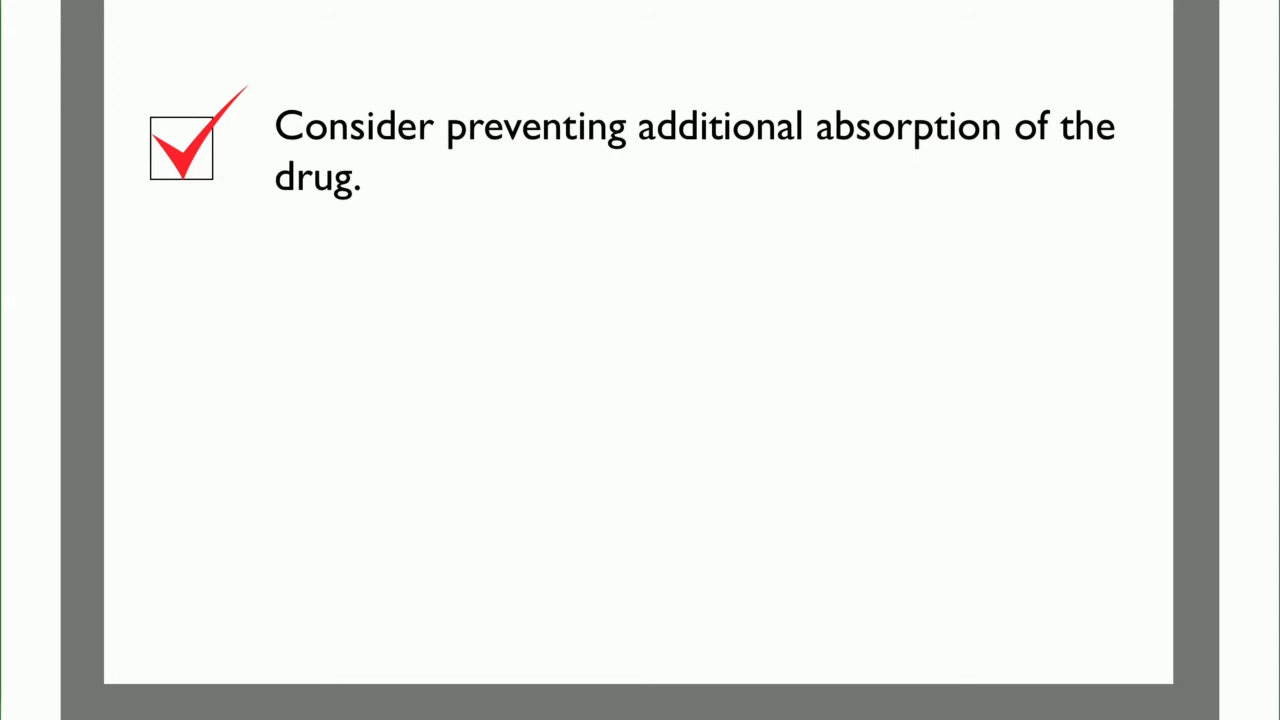 Consider preventing additional absorption of the
drug.